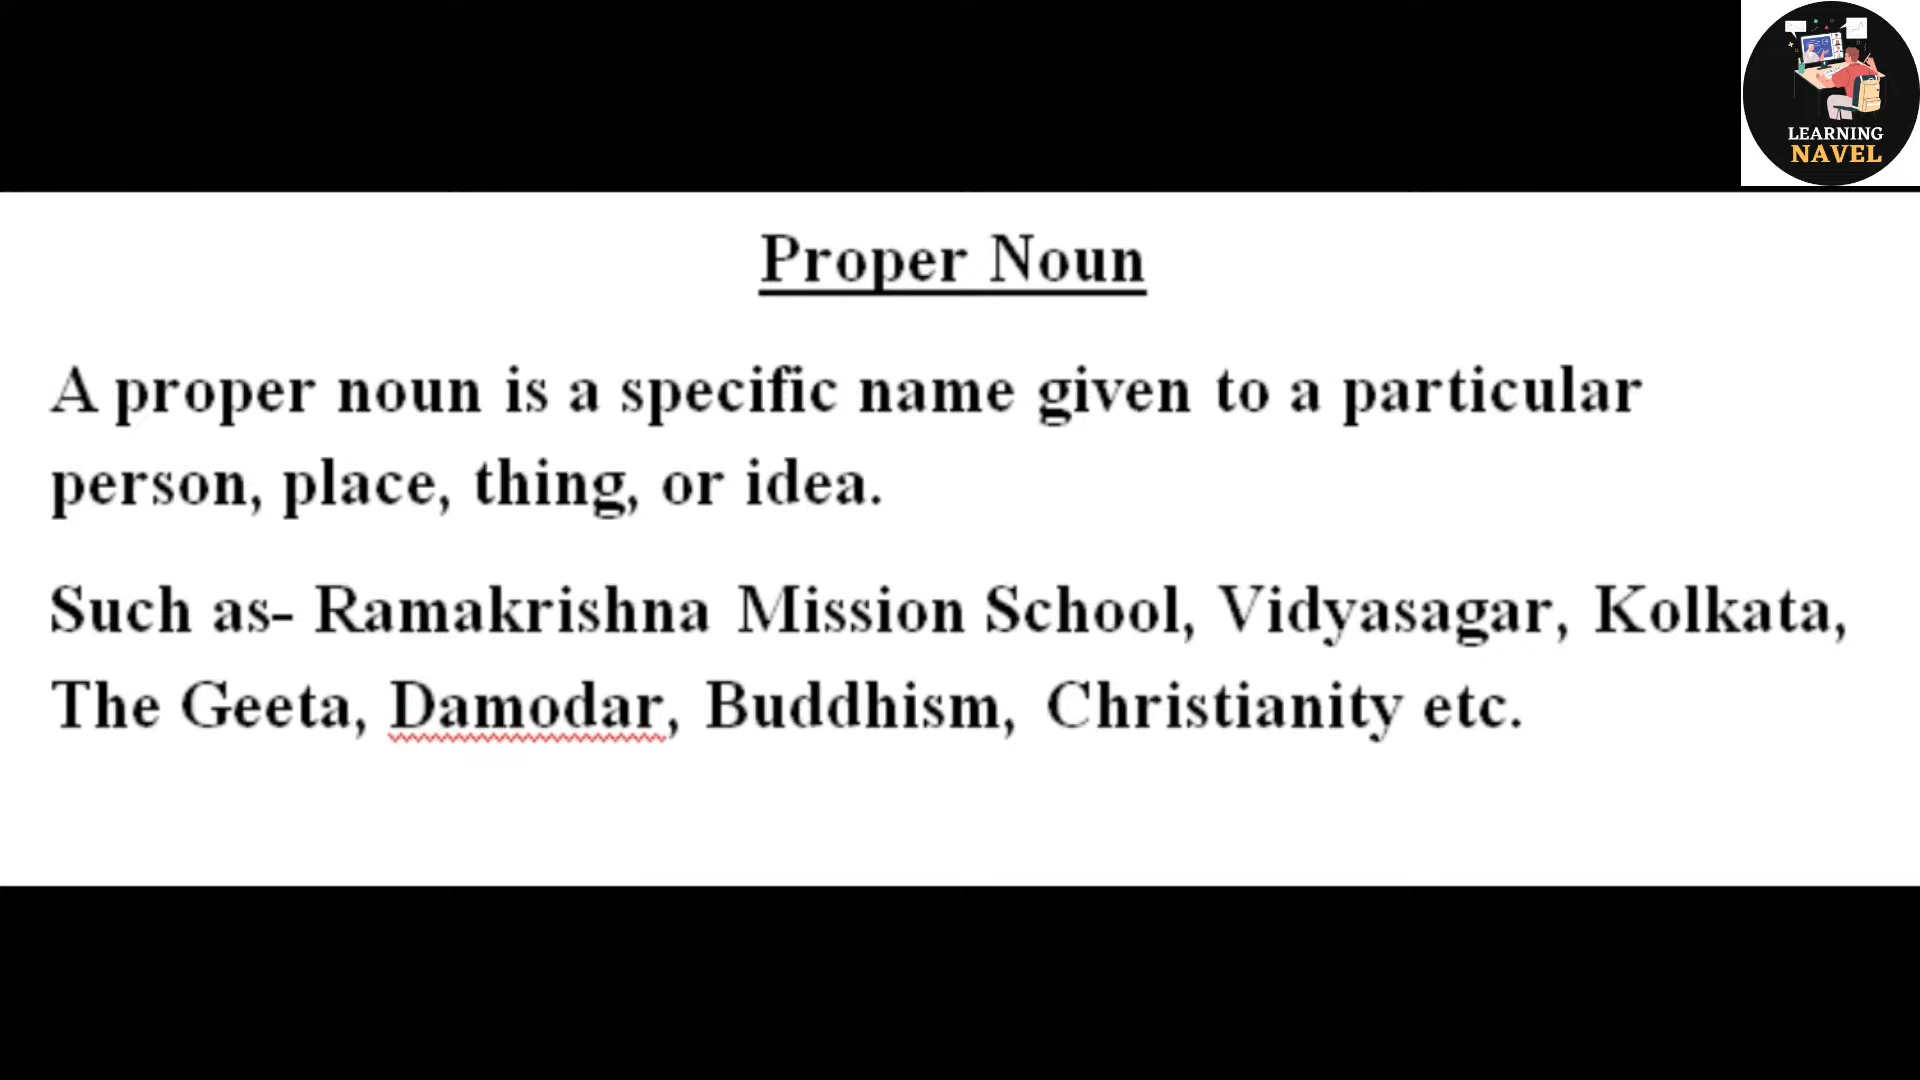 LEARNING
NAVEL
Proper Noun
A proper noun is a specific name given to a particular
person, place, thing, or idea.
Such as- Ramakrishna Mission School, Vidyasagar, Kolkata,
The Geeta, Damodar, Buddhism, Christianity etc.